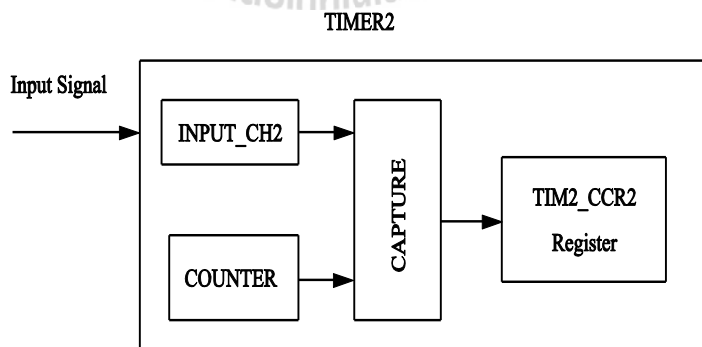 TIMER2
Input Signal
INPUT_CH2
COUNTER
CAPTURE
TIM2_CCR2
Register